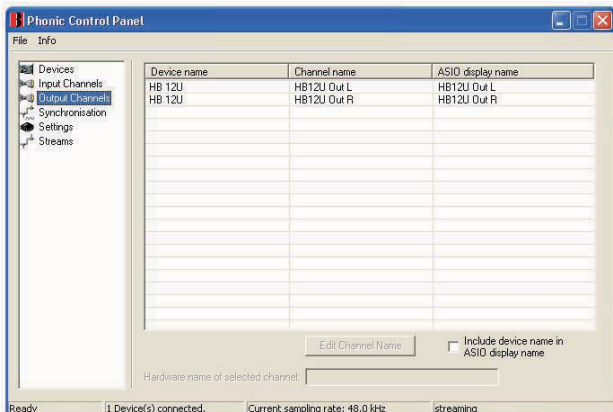 Phonic Control Panel
File Info
Devices
Input Channels
Output Channels
Synchronisation
Settings
Streams
Device name Channel name ASIO display name
HB 12U HB12U Out L HB12U Out L
HB 12U HB12U Out R HB12U Out R
Edit Channel Name
Include device name in
ASIO display name
Hardware name of selected channel:
Ready 1 Device(s) connected. Current sampling rate: 48.0 kHz streaming